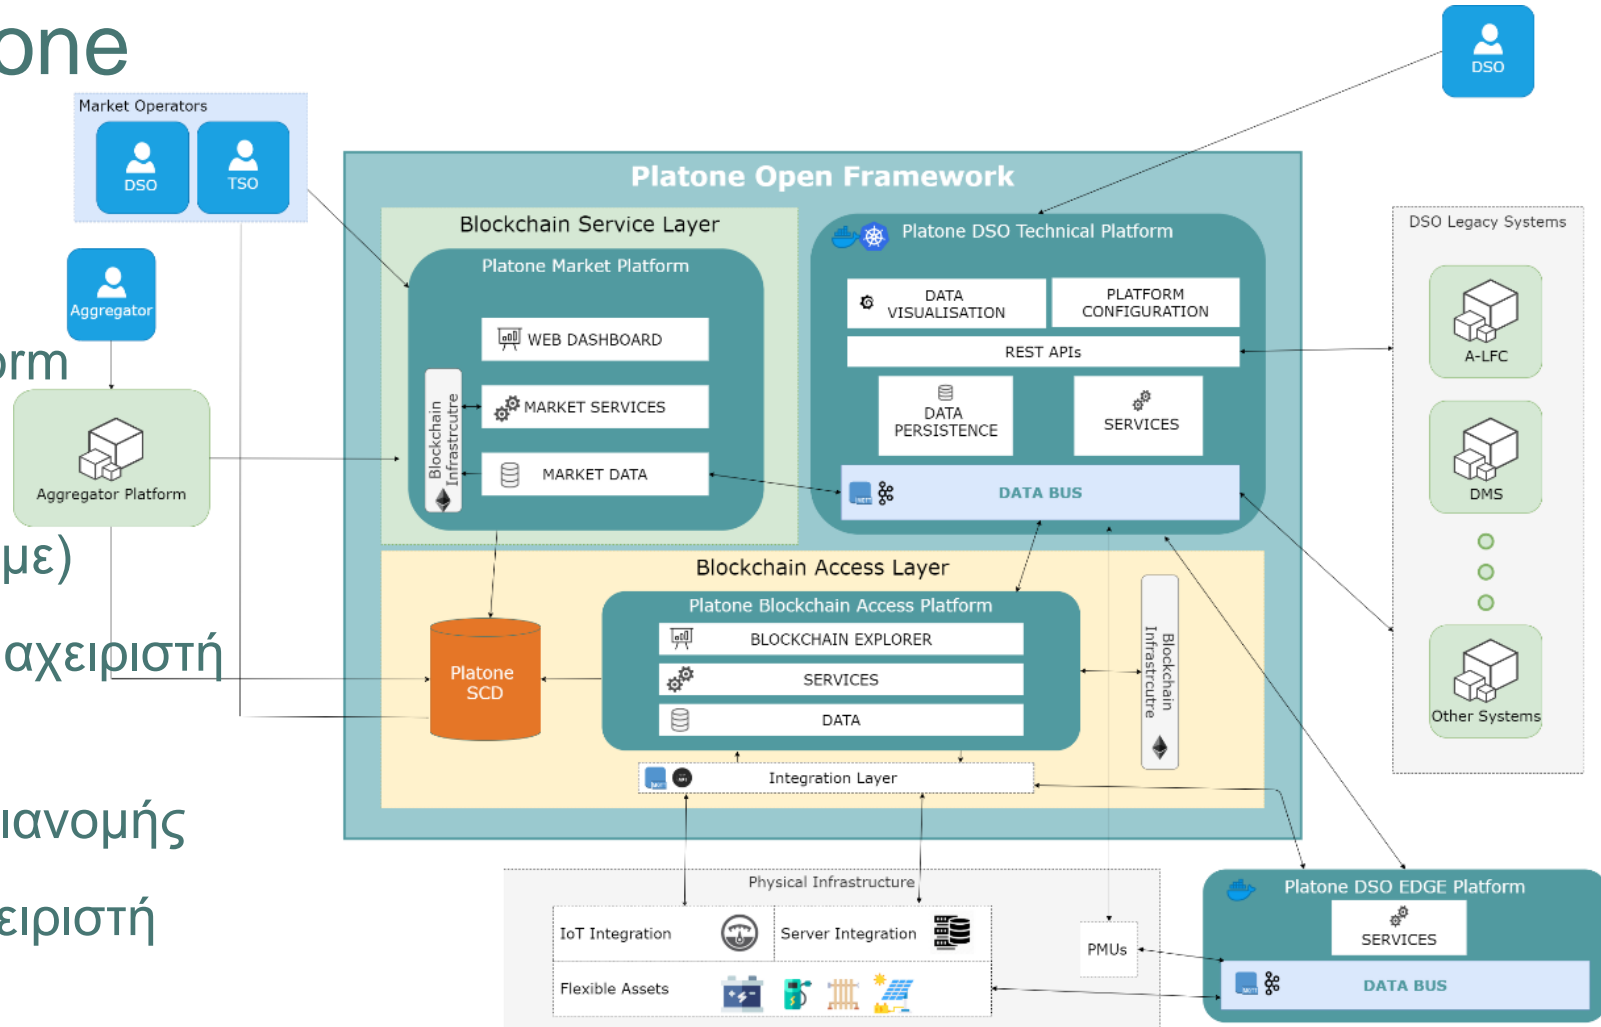 one
orm
με)
αχειριστή
ιανομής
ειριστή
Market Operators
DSO
TSO
Aggregator
Aggregator Platform
DSO
Platone Open Framework
Blockchain Service Layer
Platone Market Platform
WEB DASHBOARD
MARKET SERVICES
MARKET DATA
Blockchain
Infrastrcutre
Platone DSO Technical Platform
DATA
VISUALISATION
PLATFORM
CONFIGURATION
REST APIs
DATA
PERSISTENCE
SERVICES
DATA BUS
DSO Legacy Systems
A-LFC
DMS
Other Systems
Blockchain Access Layer
Platone Blockchain Access Platform
BLOCKCHAIN EXPLORER
SERVICES
DATA
Platone
SCD
Blockchain
Infrastrcutre
Integration Layer
Physical Infrastructure
IoT Integration
Server Integration
Flexible Assets
PMUs
Platone DSO EDGE Platform
SERVICES
DATA BUS